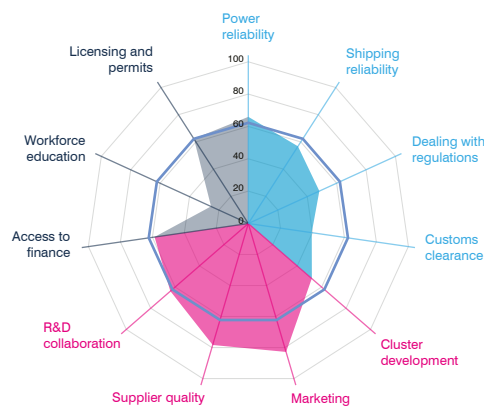 Power
reliability
Licensing and
permits
Shipping
reliability
100
80
60
40
20
0
Workforce
education
Dealing with
regulations
Access to
finance
Customs
clearance
R&D
collaboration
Cluster
development
Supplier quality
Marketing